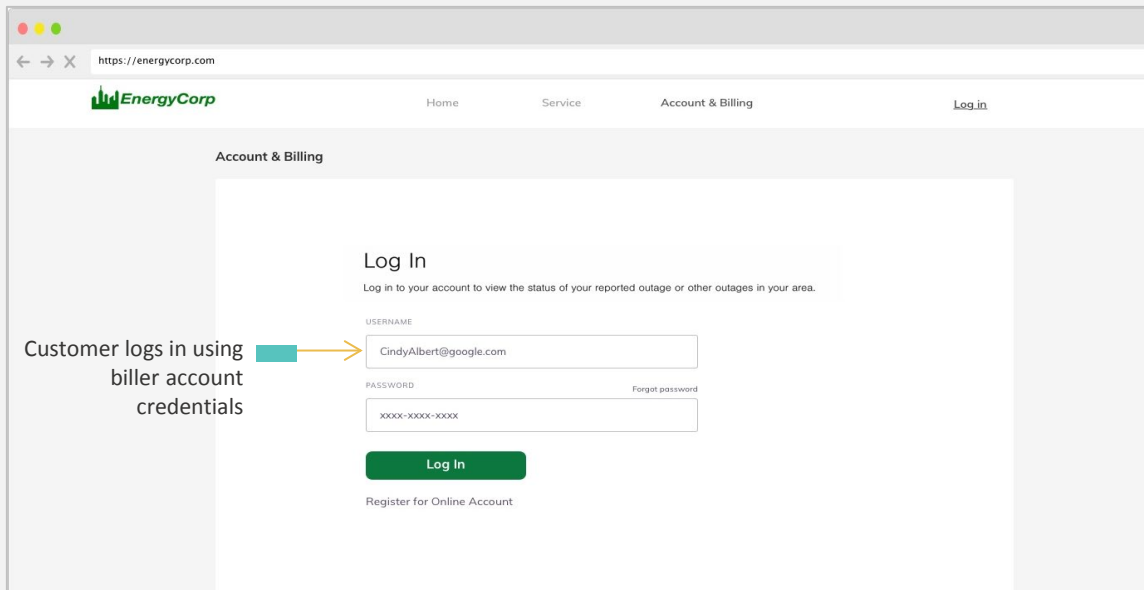 https://energycorp.com
EnergyCorp
Home
Service
Account & Billing
Log in
Account & Billing
Log In
Log in to your account to view the status of your reported outage or other outages in your area.
USERNAME
CindyAlbert@google.com
Customer logs in using
biller account
credentials
PASSWORD
Forgot password
xxxx-xxxx-xxxx
Log In
Register for Online Account